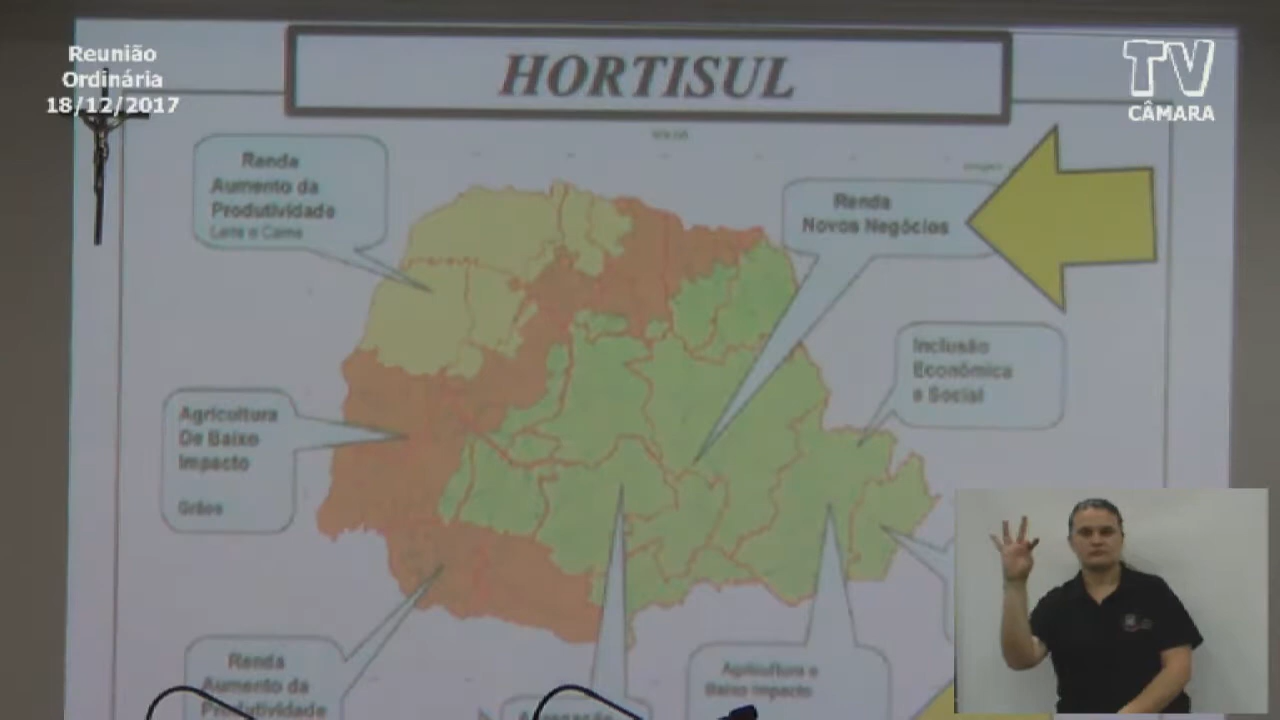 Reunião
Ordinária
18/12/2017
TV
CÂMARA
HORTISUL
Renda
Aumento da
Produtividade
Leite e Carne
Renda
Novos Negócios
Inclusão
Econômica
e Social
Agricultura
De Baixo
Impacto
Grãos
Renda
Aumento da
Produtividade
Agricultura e
Baixo Impacto